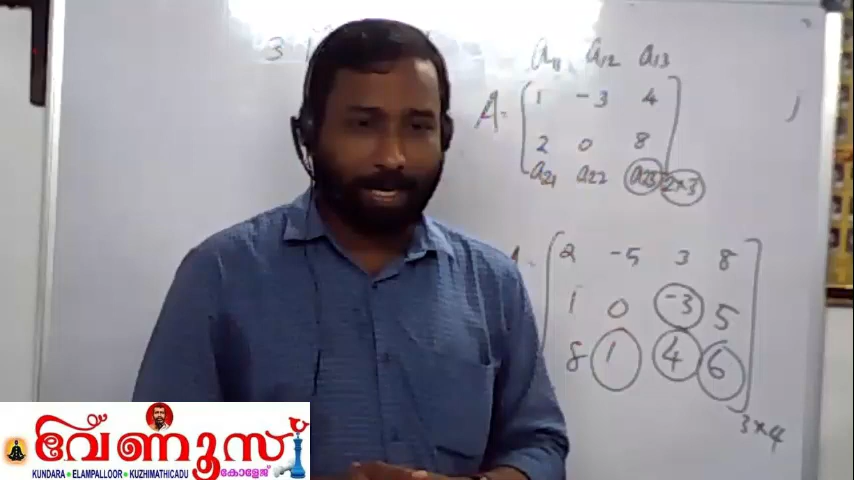 3
a11 a12 a13
A = [ 1 -3 4
2 0 8 ]
a21 a22 a23 2×3
= [ 2 -5 3 8
1 0 -3 5
8 1 4 6 ]
3×4
വേണൂസ്
കോളേജ്
KUNDARA • ELAMPALLOOR • KUZHIMATHICADU